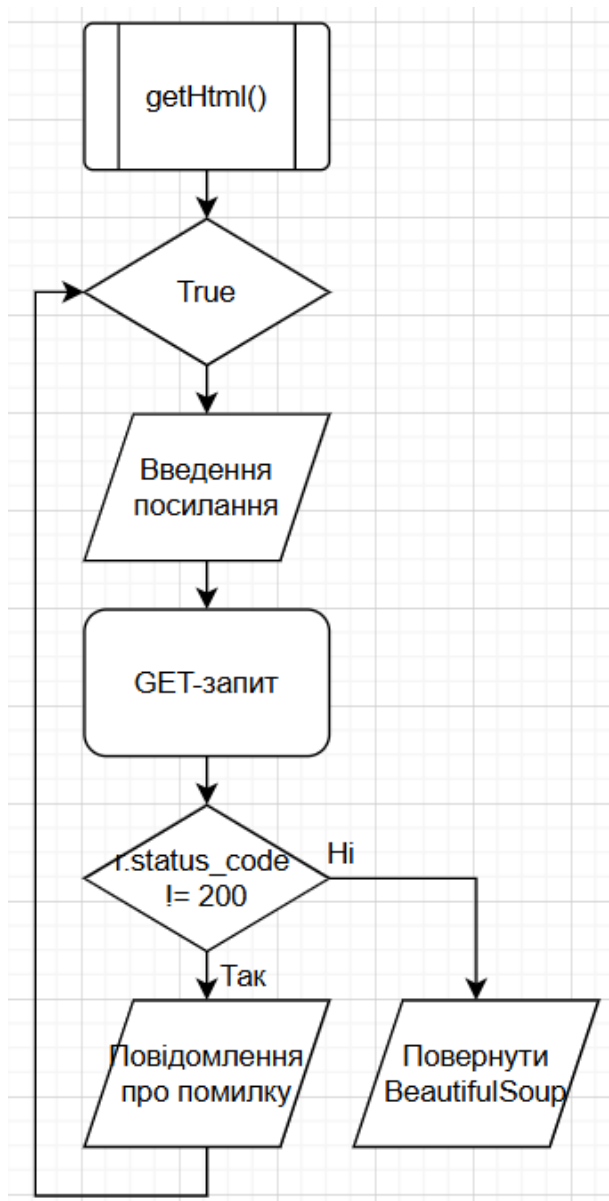 getHtml()
True
Введення
посилання
GET-запит
r.status_code
!= 200
Ні
Так
Повідомлення
про помилку
Повернути
BeautifulSoup